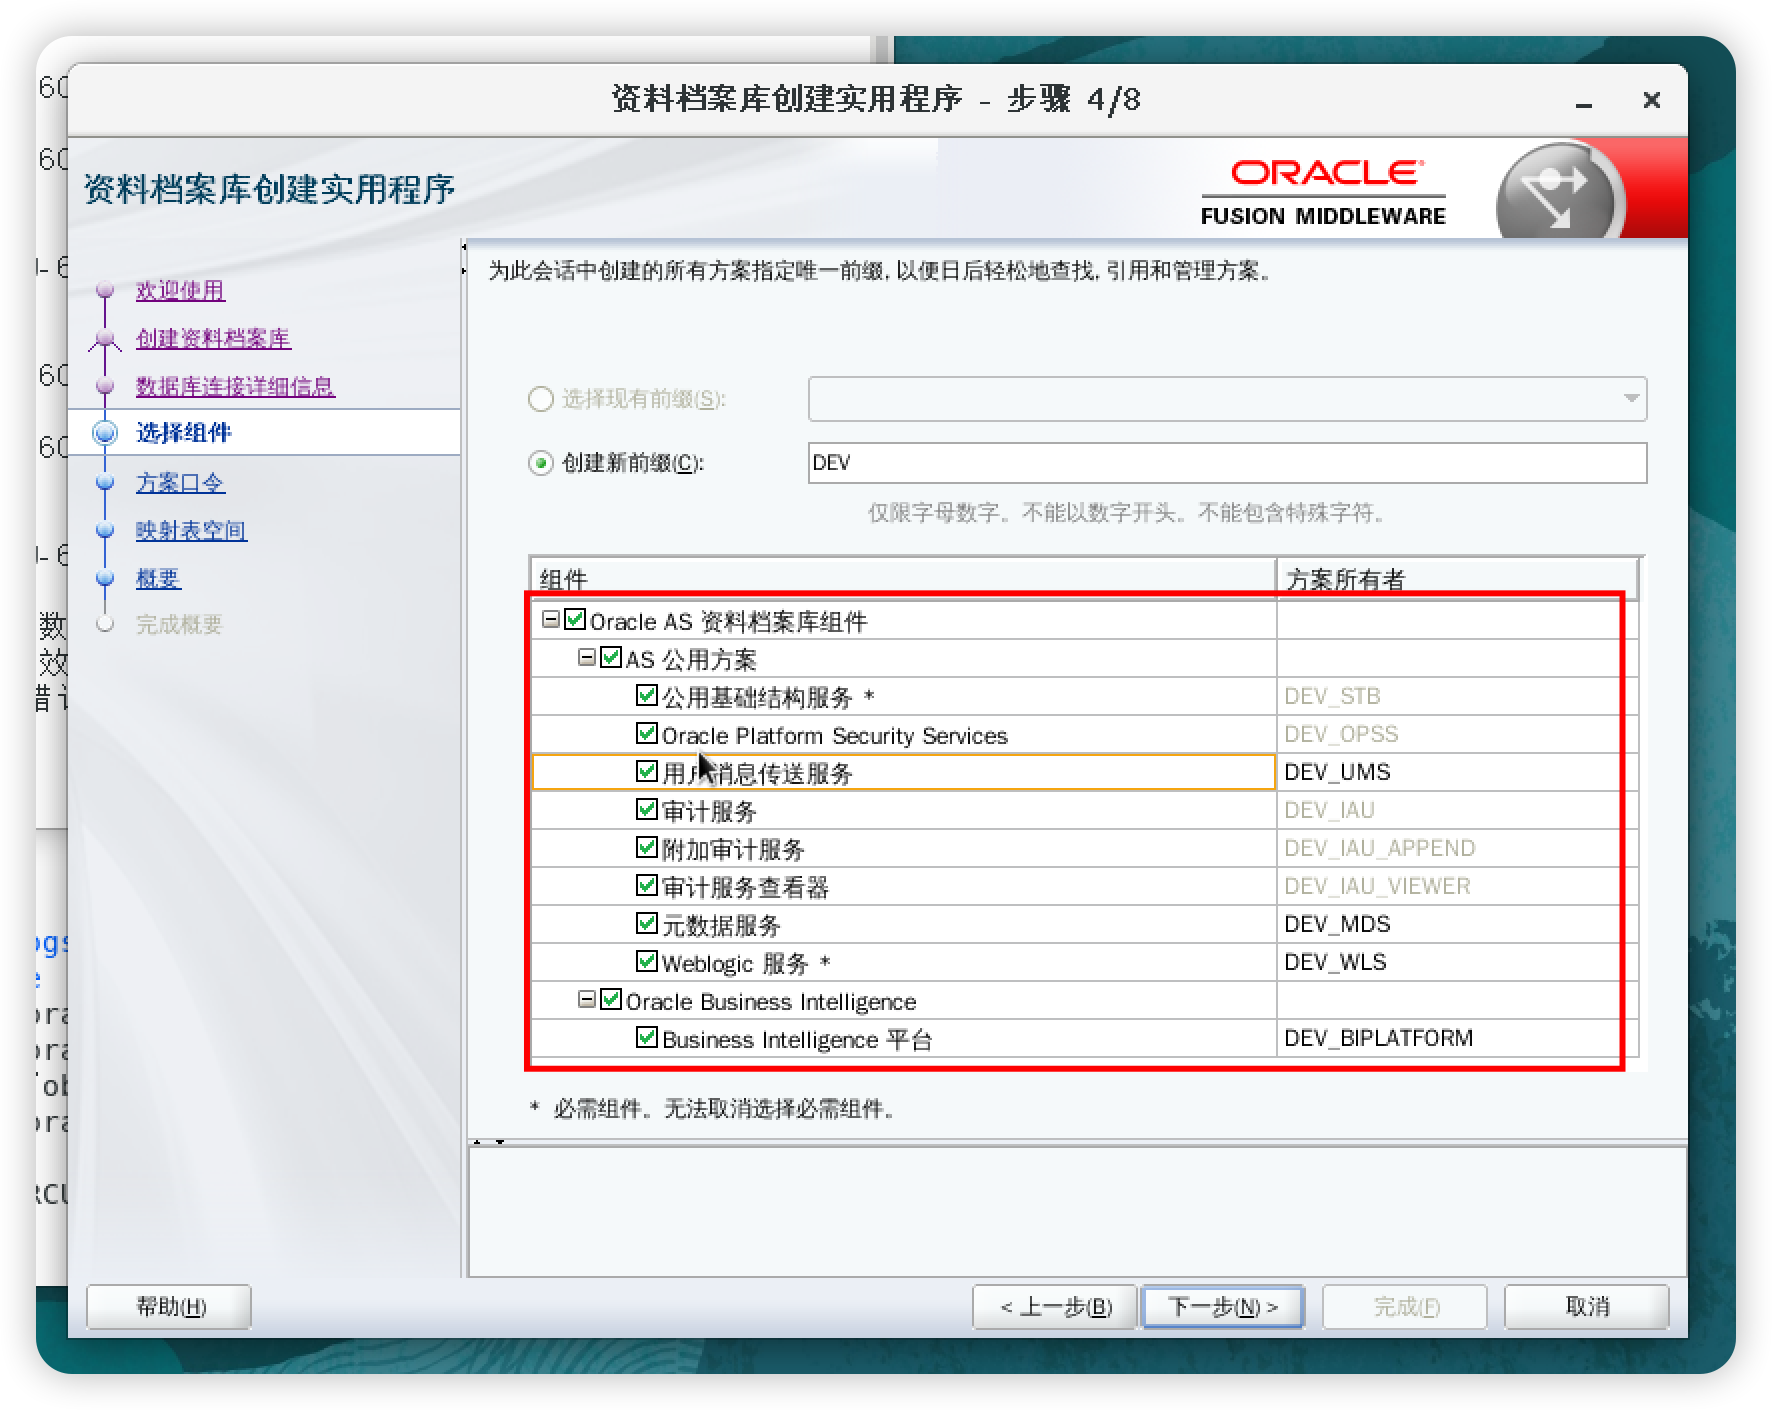 资料档案库创建实用程序 - 步骤 4/8
资料档案库创建实用程序
ORACLE
FUSION MIDDLEWARE
欢迎使用
创建资料档案库
数据库连接详细信息
选择组件
方案口令
映射表空间
概要
完成概要
为此会话中创建的所有方案指定唯一前缀, 以便日后轻松地查找, 引用和管理方案。
选择现有前缀(S):
创建新前缀(C): DEV
仅限字母数字。不能以数字开头。不能包含特殊字符。
组件 方案所有者
Oracle AS 资料档案库组件
AS 公用方案
公用基础结构服务 * DEV_STB
Oracle Platform Security Services DEV_OPSS
用户消息传送服务 DEV_UMS
审计服务 DEV_IAU
附加审计服务 DEV_IAU_APPEND
审计服务查看器 DEV_IAU_VIEWER
元数据服务 DEV_MDS
Weblogic 服务 * DEV_WLS
Oracle Business Intelligence
Business Intelligence 平台 DEV_BIPLATFORM
* 必需组件。无法取消选择必需组件。
帮助(H) < 上一步(B) 下一步(N) > 完成(F) 取消